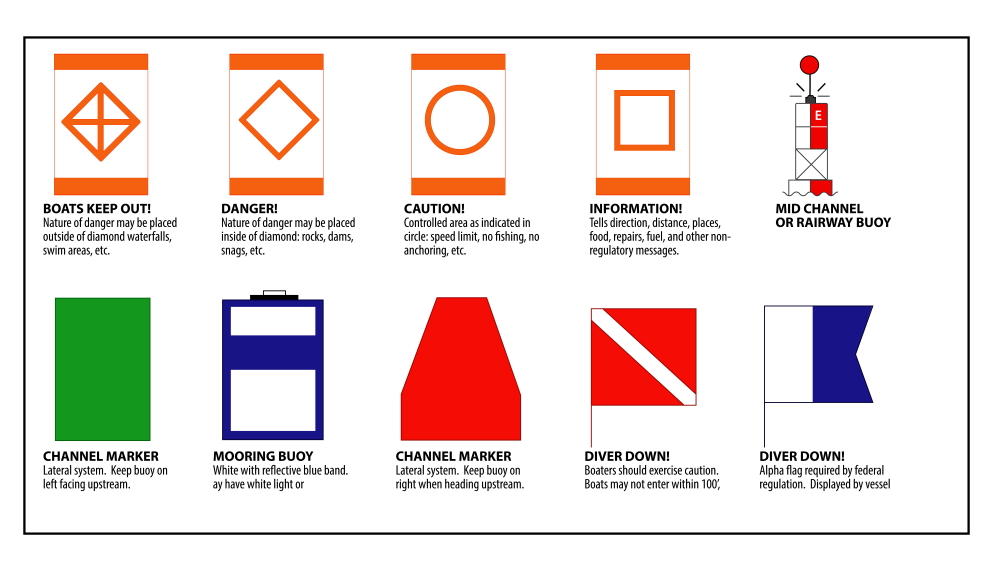 E
BOATS KEEP OUT!
Nature of danger may be placed
outside of diamond waterfalls,
swim areas, etc.
DANGER!
Nature of danger may be placed
inside of diamond: rocks, dams,
snags, etc.
CAUTION!
Controlled area as indicated in
circle: speed limit, no fishing, no
anchoring, etc.
INFORMATION!
Tells direction, distance, places,
food, repairs, fuel, and other non-
regulatory messages.
MID CHANNEL
OR RAIRWAY BUOY
CHANNEL MARKER
Lateral system. Keep buoy on
left facing upstream.
MOORING BUOY
White with reflective blue band.
ay have white light or
CHANNEL MARKER
Lateral system. Keep buoy on
right when heading upstream.
DIVER DOWN!
Boaters should exercise caution.
Boats may not enter within 100',
DIVER DOWN!
Alpha flag required by federal
regulation. Displayed by vessel